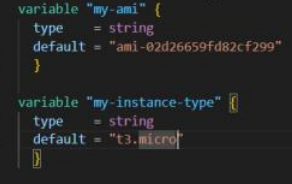 variable "my-ami" {
type = string
default = "ami-02d26659fd82cf299"
}
variable "my-instance-type" {
type = string
default = "t3.micro"
}